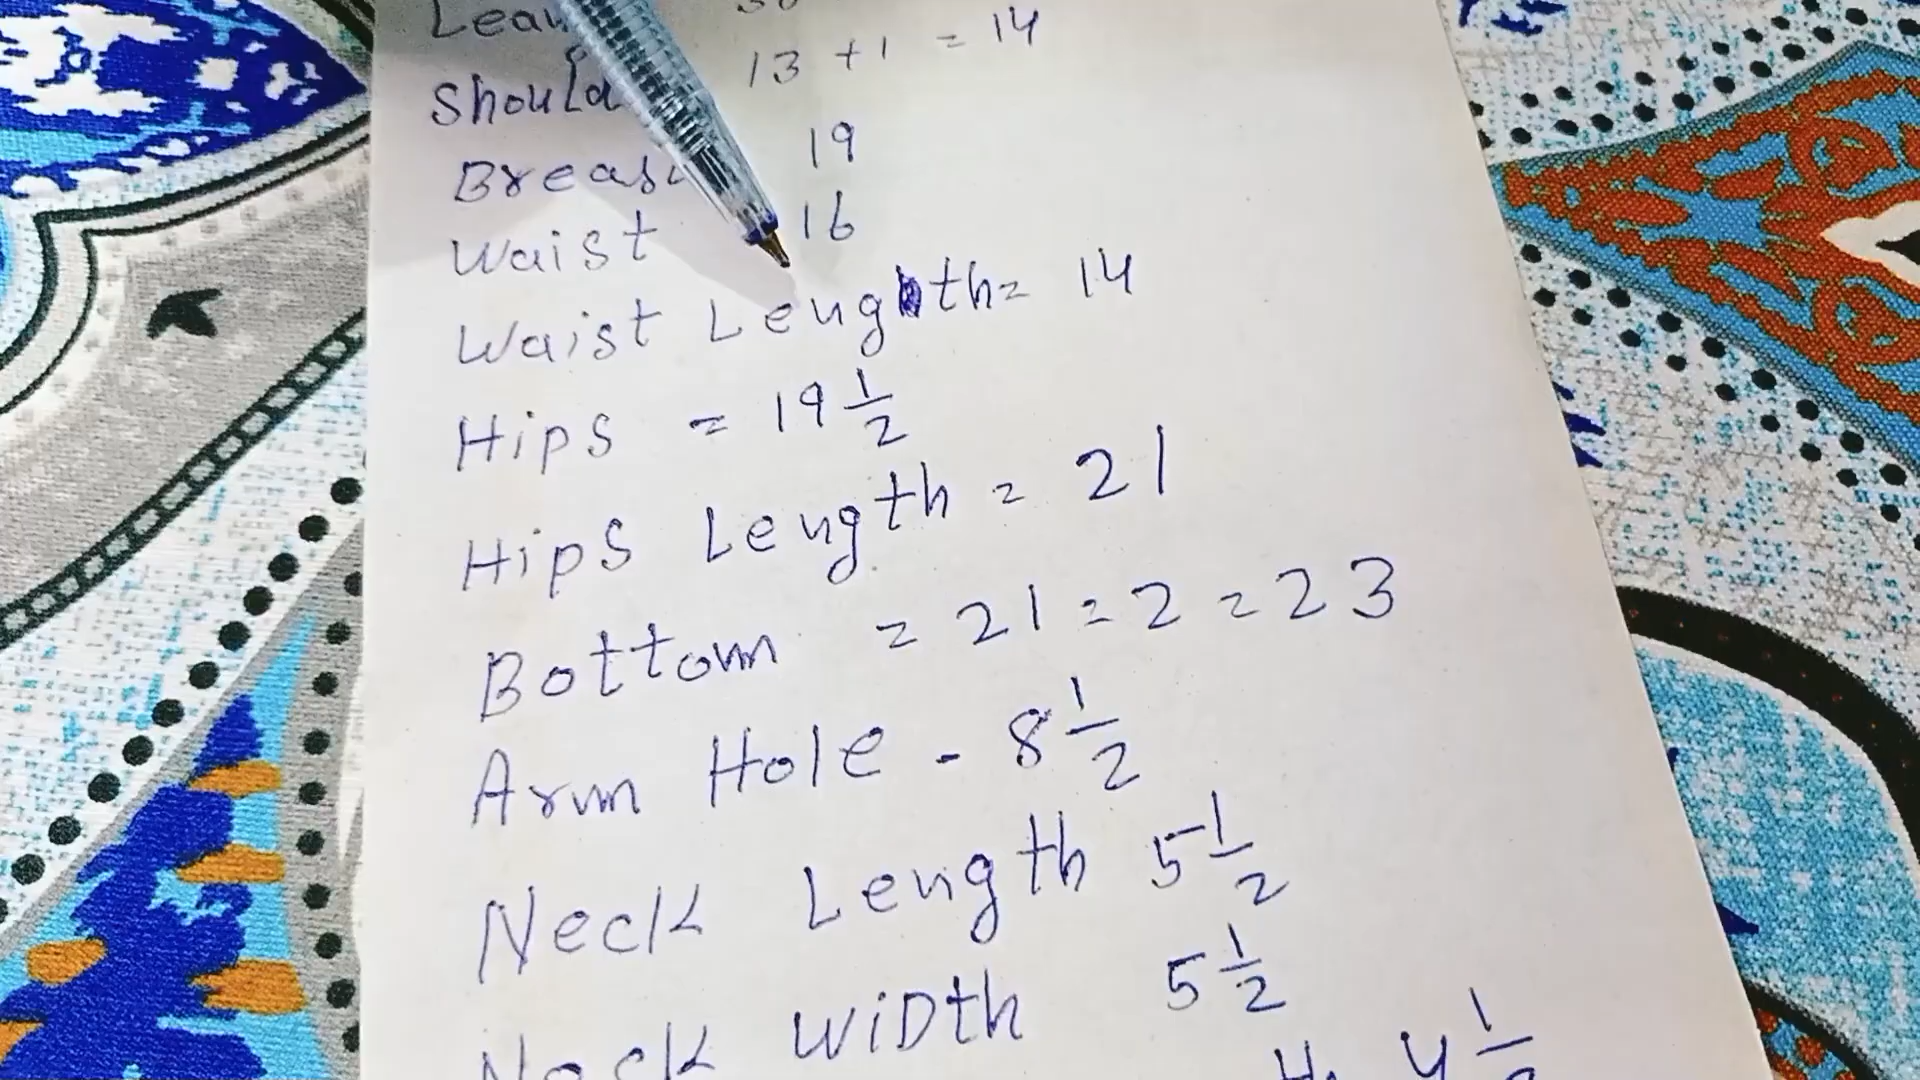 13 + 1 = 14
19
Waist 16
Waist Length = 14
Hips = 19 1/2
Hips Length = 21
Bottom = 21 = 2 = 23
Arm Hole - 8 1/2
Neck Length 5 1/2
Neck WiDth 5 1/2